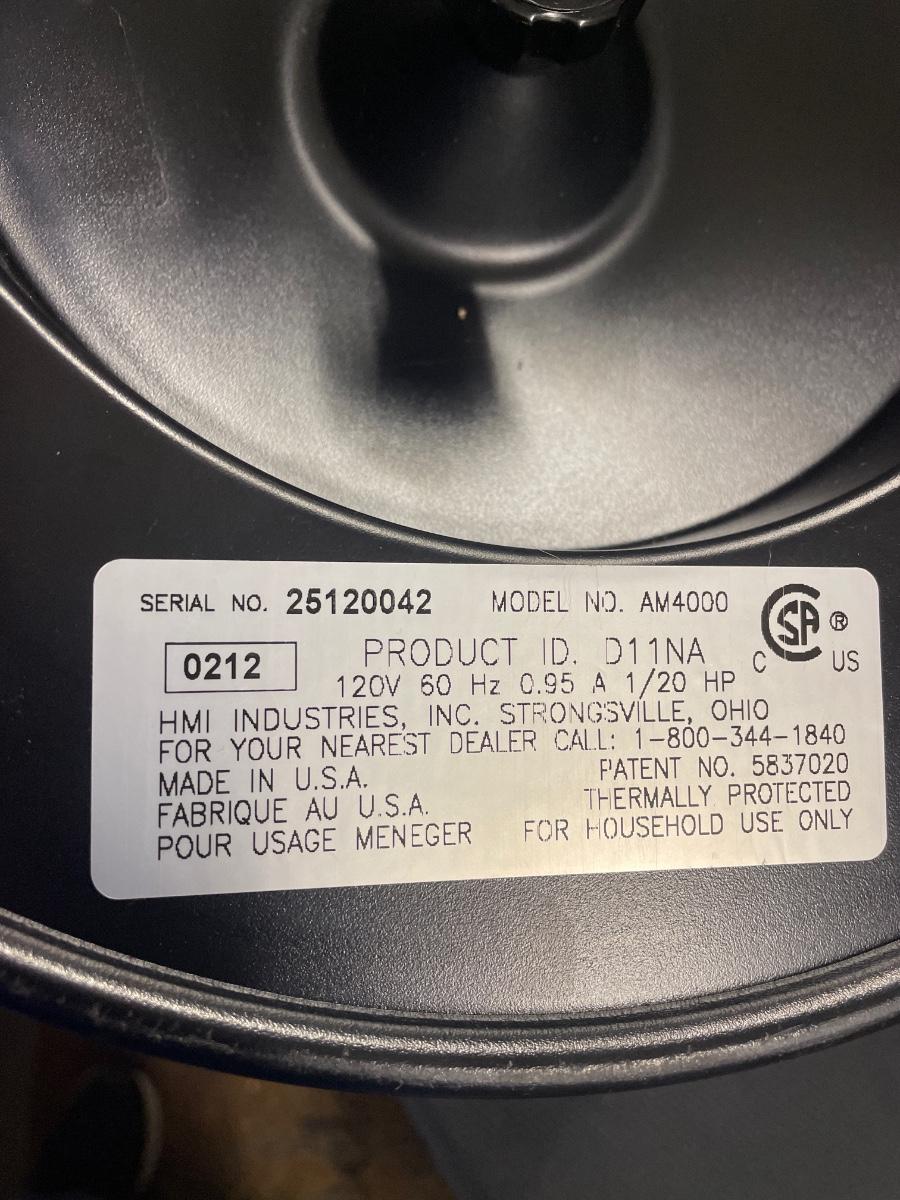 SERIAL NO. 25120042 MODEL NO. AM4000
CSA ®
C US
0212 PRODUCT ID. D11NA
120V 60 Hz 0.95 A 1/20 HP
HMI INDUSTRIES, INC. STRONGSVILLE, OHIO
FOR YOUR NEAREST DEALER CALL: 1-800-344-1840
MADE IN U.S.A. PATENT NO. 5837020
FABRIQUE AU U.S.A. THERMALLY PROTECTED
POUR USAGE MENEGER FOR HOUSEHOLD USE ONLY